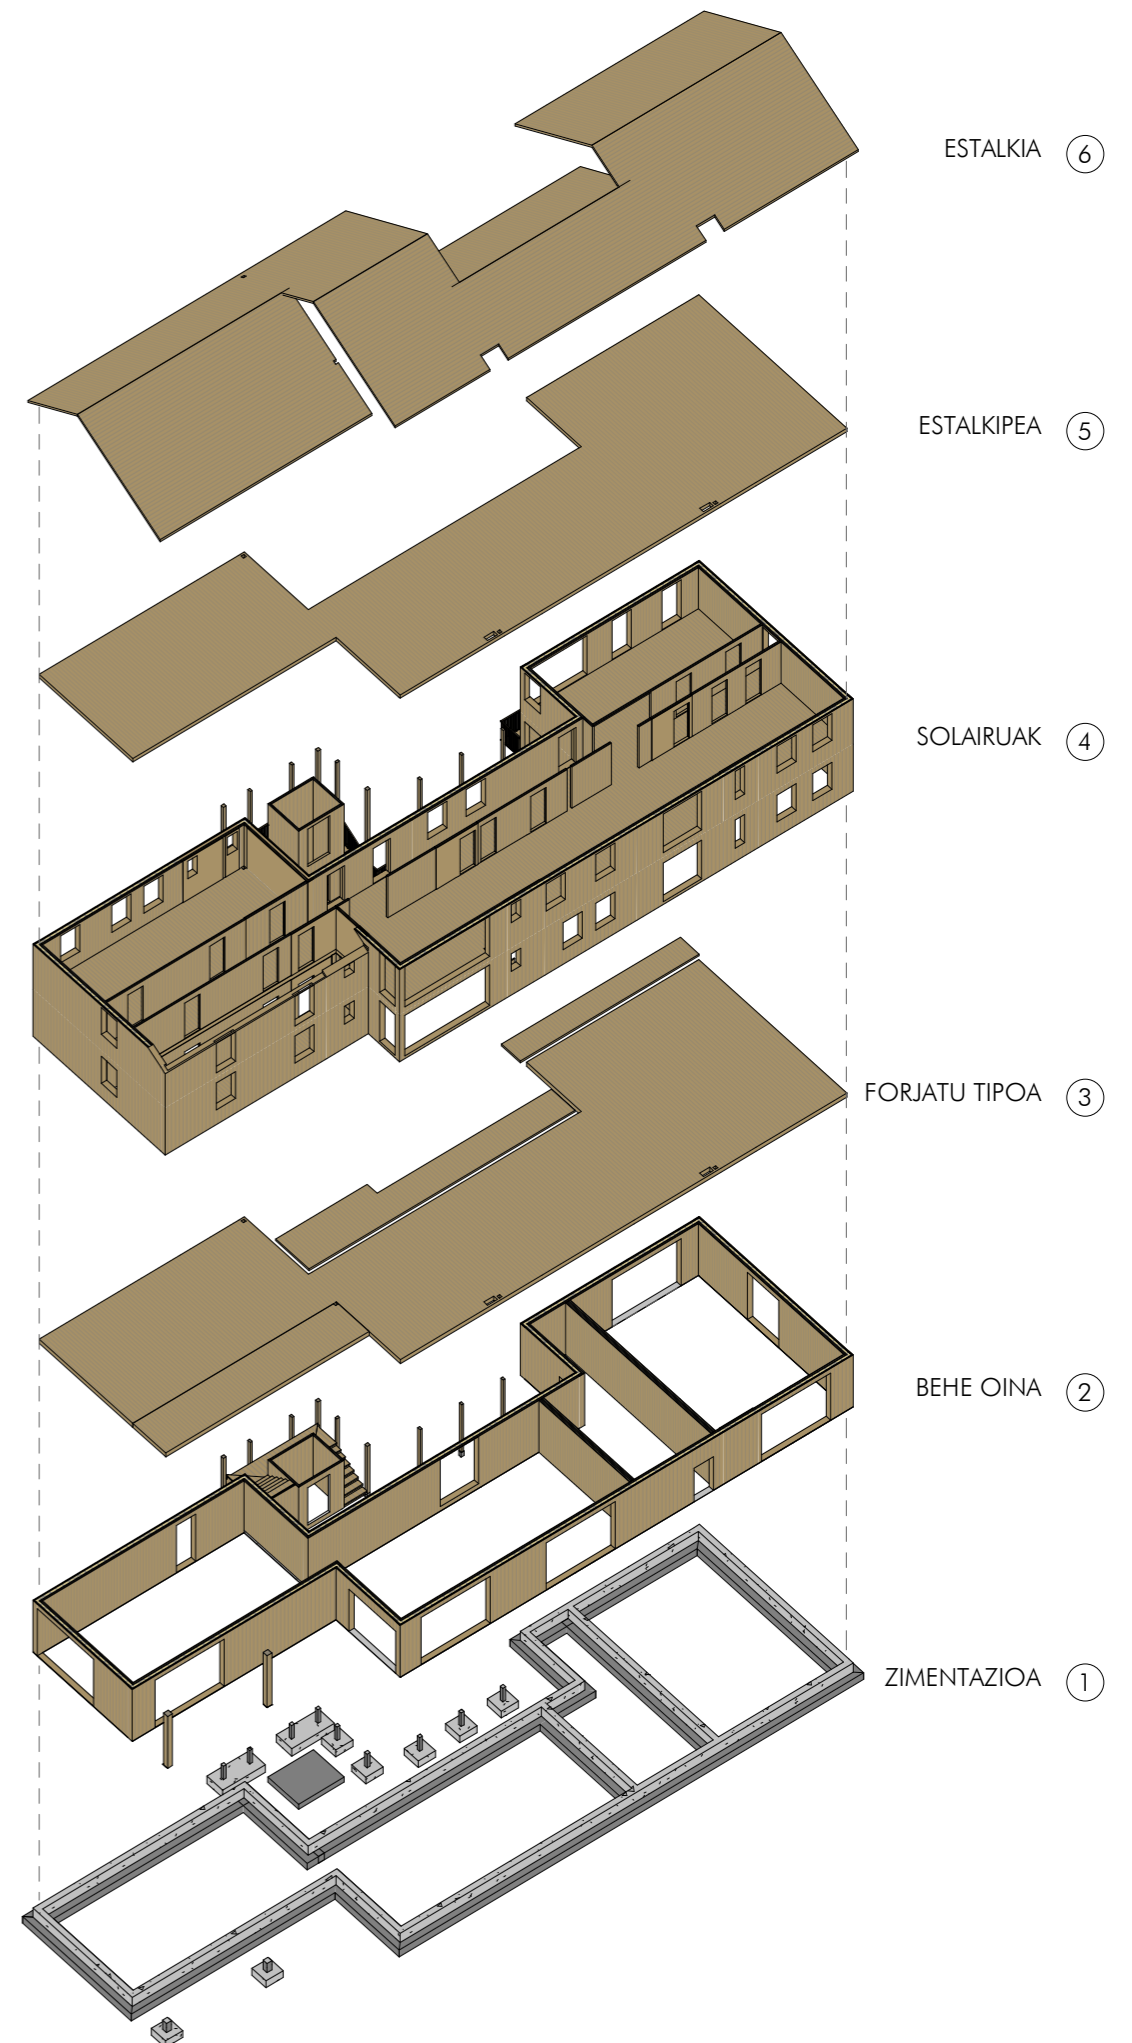 ESTALKIA 6
ESTALKIPEA 5
SOLAIRUAK 4
FORJATU TIPOA 3
BEHE OINA 2
ZIMENTAZIOA 1